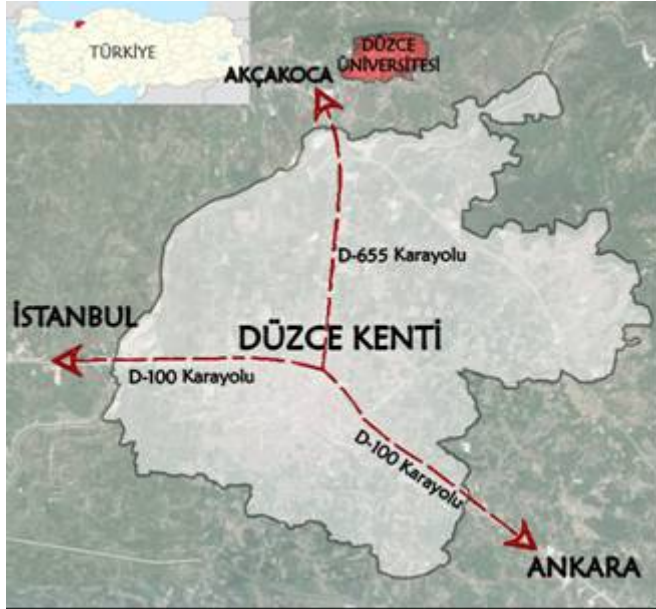 TÜRKİYE
DÜZCE
ÜNİVERSİTESİ
AKÇAKOCA
D-655 Karayolu
İSTANBUL
DÜZCE KENTİ
D-100 Karayolu
D-100 Karayolu
ANKARA